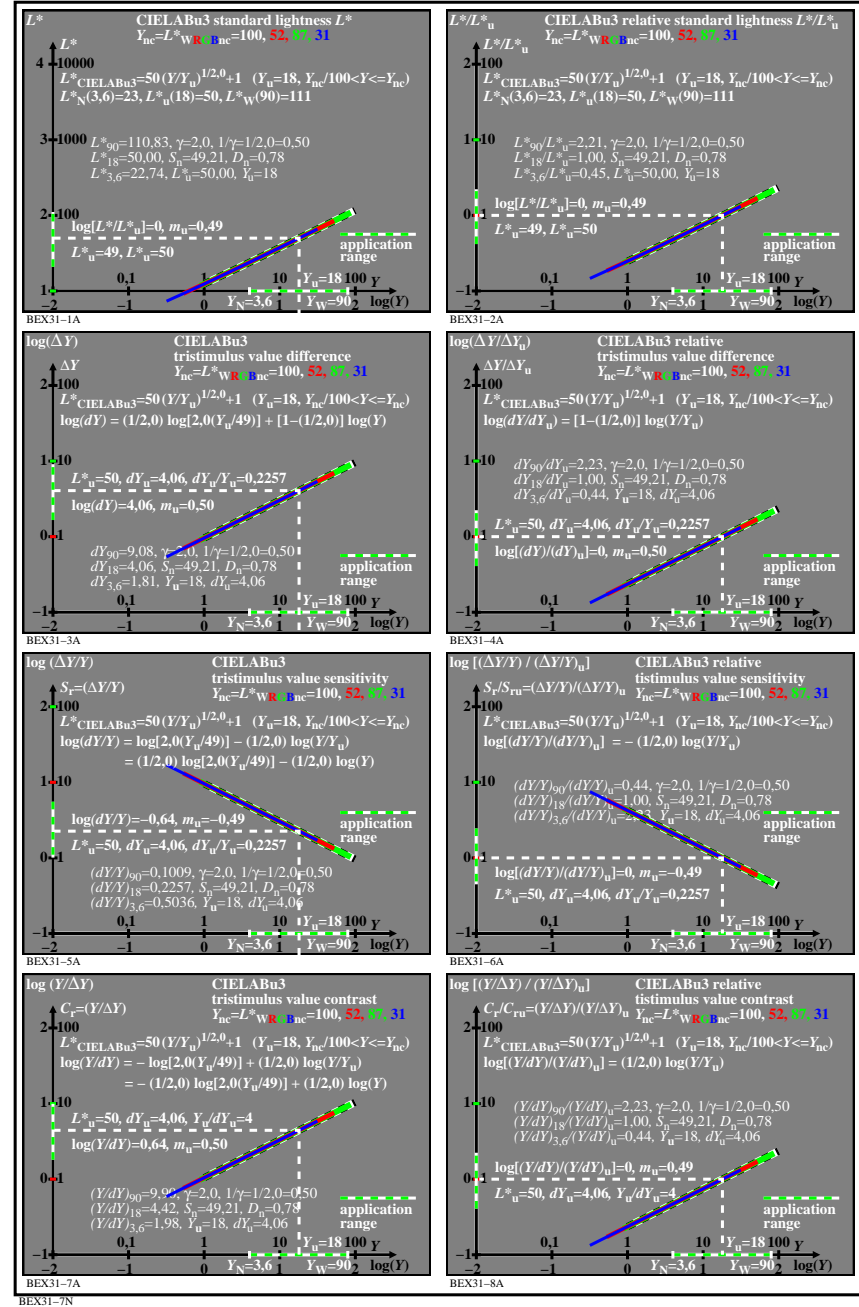 L* CIELABu3 standard lightness L*
Ync=L*WRGBnc=100, 52, 87, 31
L*
4 10000
L*CIELABu3=50(Y/Yu)1/2,0+1 (Yu=18, Ync/100<Y<=Ync)
L*N(3,6)=23, L*u(18)=50, L*W(90)=111
3 1000
L*90=110,83, γ=2,0, 1/γ=1/2,0=0,50
L*18=50,00, Sn=49,21, Dn=0,78
L*3,6=22,74, L*u=50,00, Yu=18
2 100
log[L*/L*u]=0, mu=0,49
L*u=49, L*u=50
application
range
0,1 1 10 Yu=18 100 Y
1
−2 −1 0 YN=3,6 1 YW=90 2 log(Y)
BEX31−1A
L*/L*u CIELABu3 relative standard lightness L*/L*u
Ync=L*WRGBnc=100, 52, 87, 31
L*/L*u
2 100
L*CIELABu3=50(Y/Yu)1/2,0+1 (Yu=18, Ync/100<Y<=Ync)
L*N(3,6)=23, L*u(18)=50, L*W(90)=111
1 10
L*90/L*u=2,21, γ=2,0, 1/γ=1/2,0=0,50
L*18/L*u=1,00, Sn=49,21, Dn=0,78
L*3,6/L*u=0,45, L*u=50,00, Yu=18
0 1
log[L*/L*u]=0, mu=0,49
L*u=49, L*u=50
application
range
0,1 1 10 Yu=18 100 Y
−1
−2 −1 0 YN=3,6 1 YW=90 2 log(Y)
BEX31−2A
log(ΔY) CIELABu3
tristimulus value difference
ΔY Ync=L*WRGBnc=100, 52, 87, 31
2 100
L*CIELABu3=50(Y/Yu)1/2,0+1 (Yu=18, Ync/100<Y<=Ync)
log(dY) = (1/2,0) log[2,0(Yu/49)] + [1−(1/2,0)] log(Y)
1 10
L*u=50, dYu=4,06, dYu/Yu=0,2257
log(dY)=4,06, mu=0,50
0 1
dY90=9,08, γ=2,0, 1/γ=1/2,0=0,50
dY18=4,06, Sn=49,21, Dn=0,78
dY3,6=1,81, Yu=18, dYu=4,06
application
range
0,1 1 10 Yu=18 100 Y
−1
−2 −1 0 YN=3,6 1 YW=90 2 log(Y)
BEX31−3A
log(ΔY/ΔYu) CIELABu3 relative
tristimulus value difference
ΔY/ΔYu Ync=L*WRGBnc=100, 52, 87, 31
2 100
L*CIELABu3=50(Y/Yu)1/2,0+1 (Yu=18, Ync/100<Y<=Ync)
log(dY/dYu) = [1−(1/2,0)] log(Y/Yu)
1 10
dY90/dYu=2,23, γ=2,0, 1/γ=1/2,0=0,50
dY18/dYu=1,00, Sn=49,21, Dn=0,78
dY3,6/dYu=0,44, Yu=18, dYu=4,06
L*u=50, dYu=4,06, dYu/Yu=0,2257
0 1
log[(dY)/(dY)u]=0, mu=0,50
application
range
0,1 1 10 Yu=18 100 Y
−1
−2 −1 0 YN=3,6 1 YW=90 2 log(Y)
BEX31−4A
log (ΔY/Y) CIELABu3
tristimulus value sensitivity
Sr=(ΔY/Y) Ync=L*WRGBnc=100, 52, 87, 31
2 100
L*CIELABu3=50(Y/Yu)1/2,0+1 (Yu=18, Ync/100<Y<=Ync)
log(dY/Y) = log[2,0(Yu/49)] − (1/2,0) log(Y/Yu)
= (1/2,0) log[2,0(Yu/49)] − (1/2,0) log(Y)
1 10
log(dY/Y)=−0,64, mu=−0,49
L*u=50, dYu=4,06, dYu/Yu=0,2257
application
range
0 1
(dY/Y)90=0,1009, γ=2,0, 1/γ=1/2,0=0,50
(dY/Y)18=0,2257, Sn=49,21, Dn=0,78
(dY/Y)3,6=0,5036, Yu=18, dYu=4,06
0,1 1 10 Yu=18 100 Y
−1
−2 −1 0 YN=3,6 1 YW=90 2 log(Y)
BEX31−5A
log [(ΔY/Y) / (ΔY/Y)u] CIELABu3 relative
tistimulus value sensitivity
Sr/Sru=(ΔY/Y)/(ΔY/Y)u Ync=L*WRGBnc=100, 52, 87, 31
2 100
L*CIELABu3=50(Y/Yu)1/2,0+1 (Yu=18, Ync/100<Y<=Ync)
log[(dY/Y)/(dY/Y)u] = − (1/2,0) log(Y/Yu)
1 10
(dY/Y)90/(dY/Y)u=0,44, γ=2,0, 1/γ=1/2,0=0,50
(dY/Y)18/(dY/Y)u=1,00, Sn=49,21, Dn=0,78
(dY/Y)3,6/(dY/Y)u=2,23, Yu=18, dYu=4,06
application
range
0 1
log[(dY/Y)/(dY/Y)u]=0, mu=−0,49
L*u=50, dYu=4,06, dYu/Yu=0,2257
0,1 1 10 Yu=18 100 Y
−1
−2 −1 0 YN=3,6 1 YW=90 2 log(Y)
BEX31−6A
log (Y/ΔY) CIELABu3
tristimulus value contrast
Cr=(Y/ΔY) Ync=L*WRGBnc=100, 52, 87, 31
2 100
L*CIELABu3=50(Y/Yu)1/2,0+1 (Yu=18, Ync/100<Y<=Ync)
log(Y/dY) = − log[2,0(Yu/49)] + (1/2,0) log(Y/Yu)
= − (1/2,0) log[2,0(Yu/49)] + (1/2,0) log(Y)
1 10
L*u=50, dYu=4,06, Yu/dYu=4
log(Y/dY)=0,64, mu=0,50
0 1
(Y/dY)90=9,90, γ=2,0, 1/γ=1/2,0=0,50
(Y/dY)18=4,42, Sn=49,21, Dn=0,78
(Y/dY)3,6=1,98, Yu=18, dYu=4,06
application
range
0,1 1 10 Yu=18 100 Y
−1
−2 −1 0 YN=3,6 1 YW=90 2 log(Y)
BEX31−7A
log [(Y/ΔY) / (Y/ΔY)u] CIELABu3 relative
tistimulus value contrast
Cr/Cru=(Y/ΔY)/(Y/ΔY)u Ync=L*WRGBnc=100, 52, 87, 31
2 100
L*CIELABu3=50(Y/Yu)1/2,0+1 (Yu=18, Ync/100<Y<=Ync)
log[(Y/dY)/(Y/dY)u] = (1/2,0) log(Y/Yu)
1 10
(Y/dY)90/(Y/dY)u=2,23, γ=2,0, 1/γ=1/2,0=0,50
(Y/dY)18/(Y/dY)u=1,00, Sn=49,21, Dn=0,78
(Y/dY)3,6/(Y/dY)u=0,44, Yu=18, dYu=4,06
log[(Y/dY)/(Y/dY)u]=0, mu=0,49
0 1
L*u=50, dYu=4,06, Yu/dYu=4
application
range
0,1 1 10 Yu=18 100 Y
−1
−2 −1 0 YN=3,6 1 YW=90 2 log(Y)
BEX31−8A
BEX31−7N